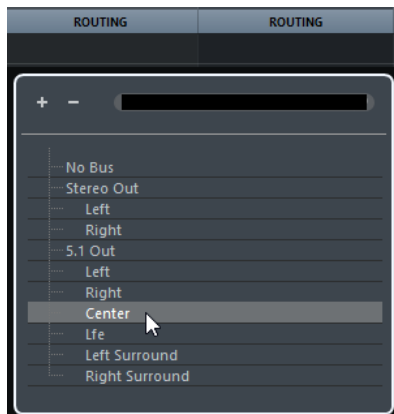 ROUTING ROUTING
+ −
No Bus
Stereo Out
Left
Right
5.1 Out
Left
Right
Center
Lfe
Left Surround
Right Surround